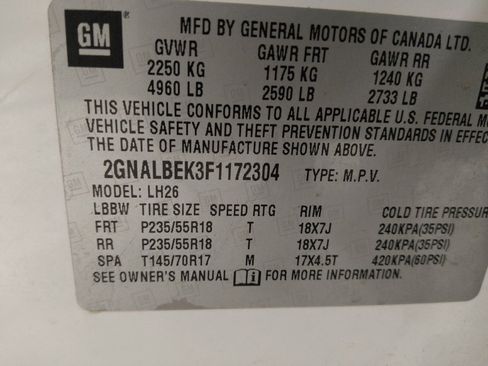 GM
MFD BY GENERAL MOTORS OF CANADA LTD.
GVWR GAWR FRT GAWR RR
2250 KG 1175 KG 1240 KG
4960 LB 2590 LB 2733 LB
THIS VEHICLE CONFORMS TO ALL APPLICABLE U.S. FEDERAL M
VEHICLE SAFETY AND THEFT PREVENTION STANDARDS IN EFFEC
THE DATE OF MANUFACTURE SHOWN ABOVE.
2GNALBEK3F1172304 TYPE: M.P.V.
MODEL: LH26
LBBW TIRE SIZE SPEED RTG RIM COLD TIRE PRESSUR
FRT P235/55R18 T 18X7J 240KPA(35PSI)
RR P235/55R18 T 18X7J 240KPA(35PSI)
SPA T145/70R17 M 17X4.5T 420KPA(60PSI)
SEE OWNER'S MANUAL FOR MORE INFORMATION.